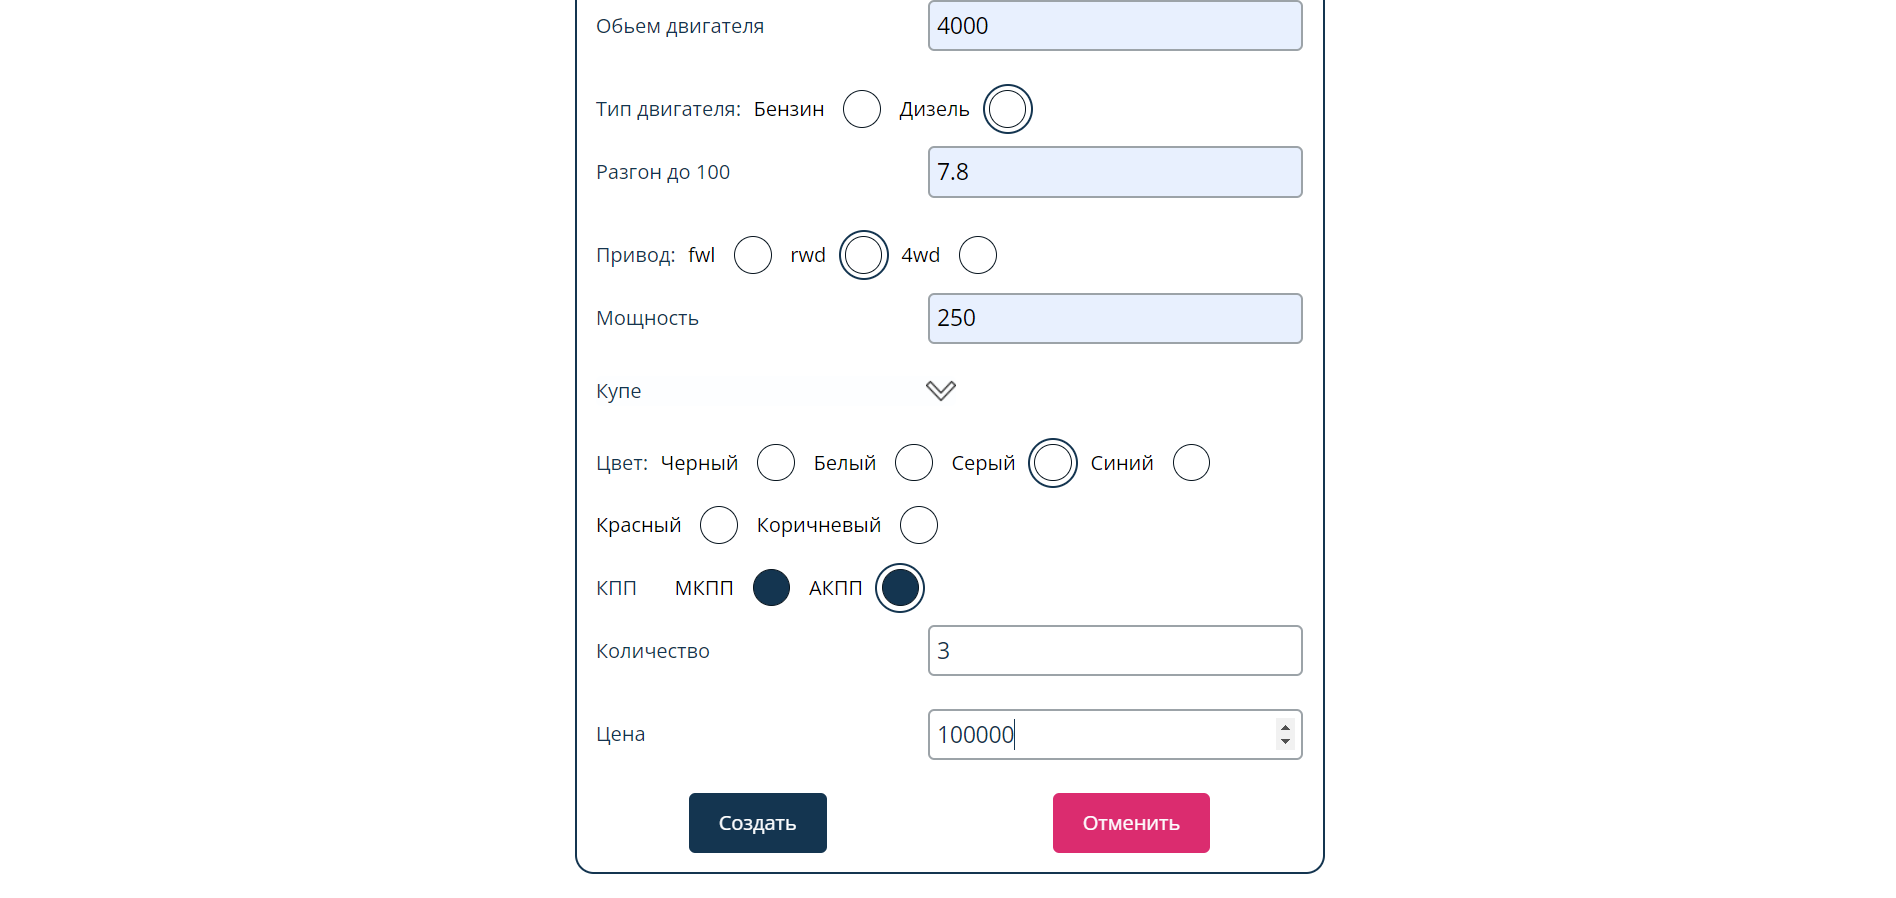 Обьем двигателя 4000
Тип двигателя: Бензин Дизель
Разгон до 100 7.8
Привод: fwl rwd 4wd
Мощность 250
Купе
Цвет: Черный Белый Серый Синий
Красный Коричневый
КПП МКПП АКПП
Количество 3
Цена 100000
Создать Отменить